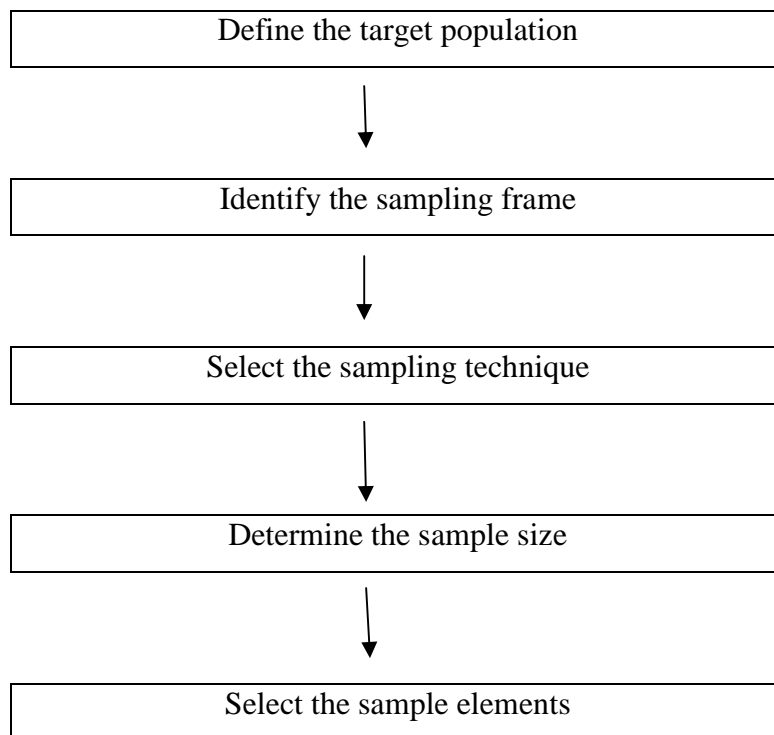 Define the target population
Identify the sampling frame
Select the sampling technique
Determine the sample size
Select the sample elements